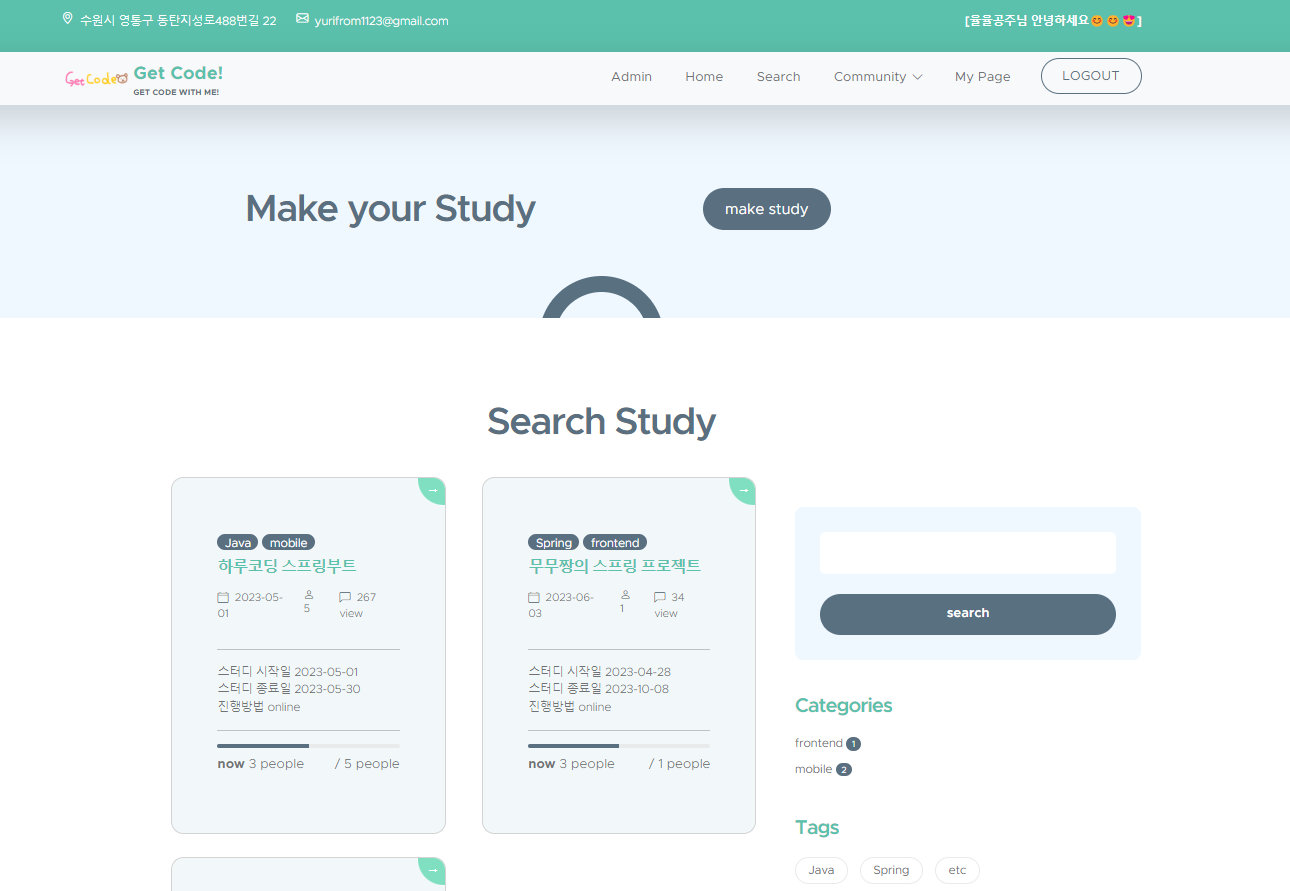 수원시 영통구 동탄지성로488번길 22 yurifrom1123@gmail.com [율율공주님 안녕하세요😊😊😍]
GetCode Get Code!
GET CODE WITH ME!
Admin Home Search Community My Page LOGOUT
Make your Study make study
Search Study
→
Java mobile
하루코딩 스프링부트
2023-05-01 5 267 view
스터디 시작일 2023-05-01
스터디 종료일 2023-05-30
진행방법 online
now 3 people / 5 people
→
Spring frontend
무무짱의 스프링 프로젝트
2023-06-03 1 34 view
스터디 시작일 2023-04-28
스터디 종료일 2023-10-08
진행방법 online
now 3 people / 1 people
→
search
Categories
frontend 1
mobile 2
Tags
Java Spring etc